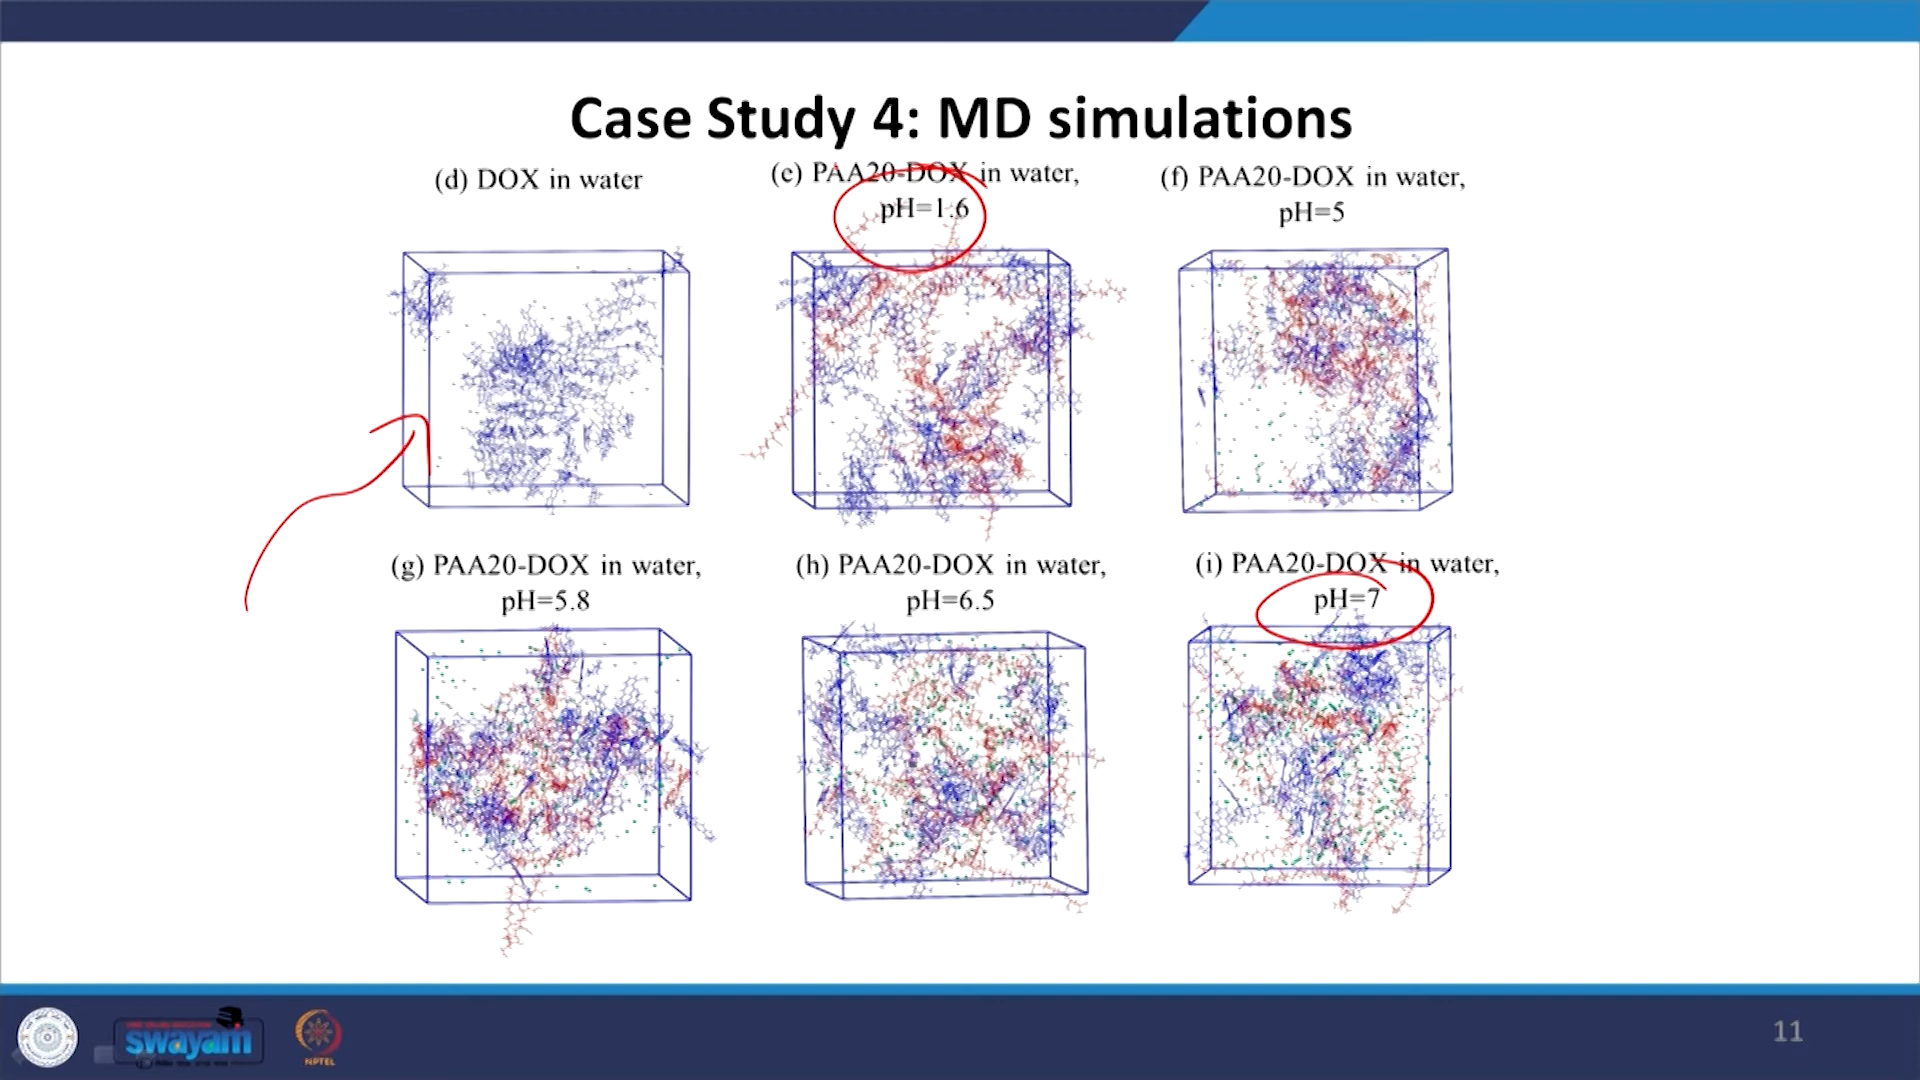 Case Study 4: MD simulations
(d) DOX in water
(e) PAA20-DOX in water,
pH=1.6
(f) PAA20-DOX in water,
pH=5
(g) PAA20-DOX in water,
pH=5.8
(h) PAA20-DOX in water,
pH=6.5
(i) PAA20-DOX in water,
pH=7
swayam
NPTEL
11